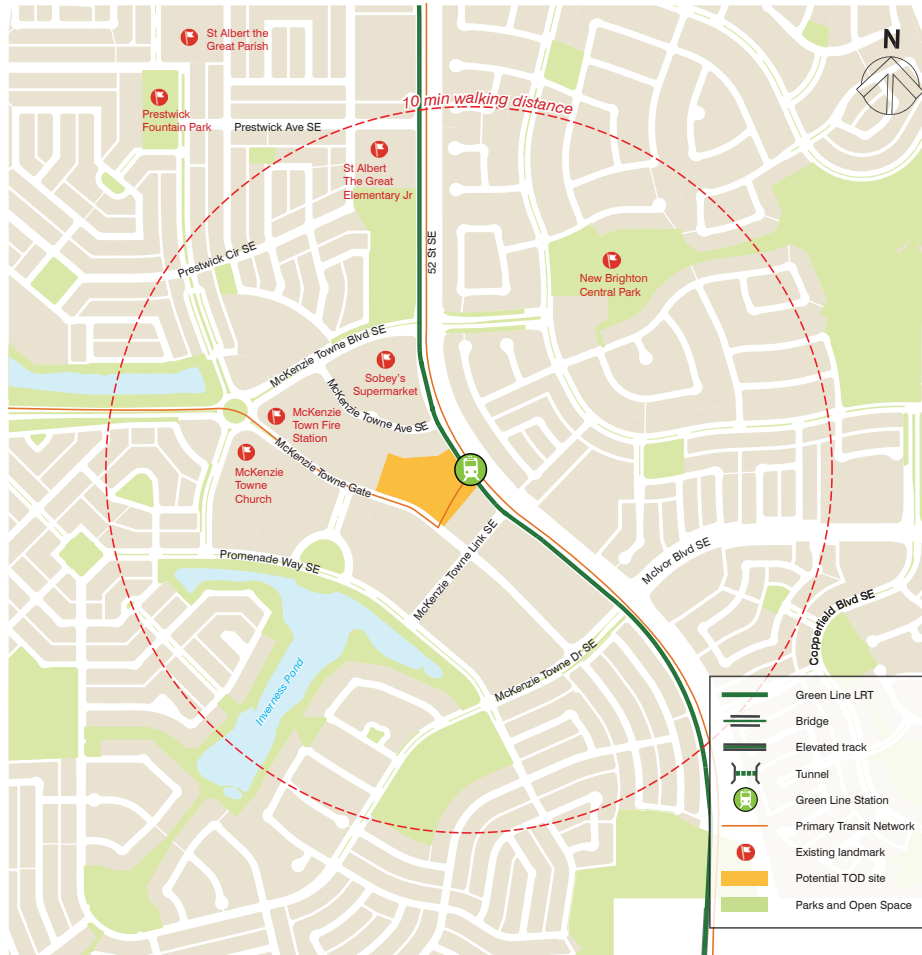 St Albert the
Great Parish
N
10 min walking distance
Prestwick
Fountain Park
Prestwick Ave SE
St Albert
The Great
Elementary Jr
52 St SE
Prestwick Cir SE
New Brighton
Central Park
McKenzie Towne Blvd SE
Sobey's
Supermarket
McKenzie Towne Ave SE
McKenzie
Town Fire
Station
McKenzie Towne Gate
McKenzie
Towne
Church
McKenzie Towne Link SE
Promenade Way SE
McIvor Blvd SE
Copperfield Blvd SE
McKenzie Towne Dr SE
Inverness Pond
Green Line LRT
Bridge
Elevated track
Tunnel
Green Line Station
Primary Transit Network
Existing landmark
Potential TOD site
Parks and Open Space